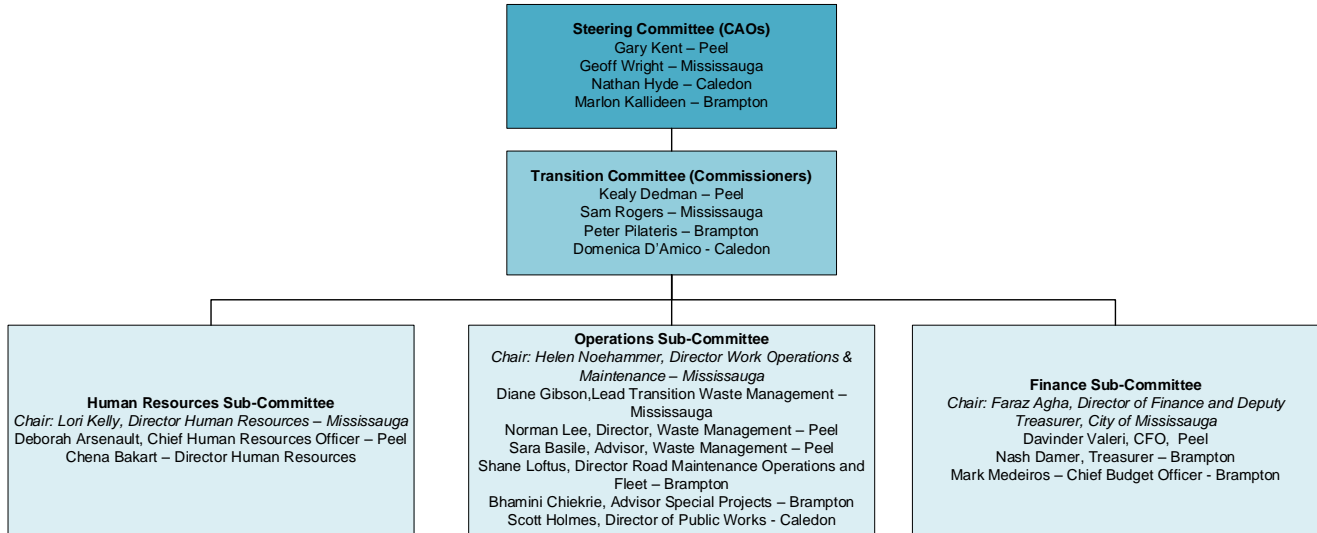 Steering Committee (CAOs)
Gary Kent – Peel
Geoff Wright – Mississauga
Nathan Hyde – Caledon
Marlon Kallideen – Brampton
Transition Committee (Commissioners)
Kealy Dedman – Peel
Sam Rogers – Mississauga
Peter Pilateris – Brampton
Domenica D’Amico - Caledon
Human Resources Sub-Committee
Chair: Lori Kelly, Director Human Resources – Mississauga
Deborah Arsenault, Chief Human Resources Officer – Peel
Chena Bakart – Director Human Resources
Operations Sub-Committee
Chair: Helen Noehammer, Director Work Operations &
Maintenance – Mississauga
Diane Gibson,Lead Transition Waste Management –
Mississauga
Norman Lee, Director, Waste Management – Peel
Sara Basile, Advisor, Waste Management – Peel
Shane Loftus, Director Road Maintenance Operations and
Fleet – Brampton
Bhamini Chiekrie, Advisor Special Projects – Brampton
Scott Holmes, Director of Public Works - Caledon
Finance Sub-Committee
Chair: Faraz Agha, Director of Finance and Deputy
Treasurer, City of Mississauga
Davinder Valeri, CFO, Peel
Nash Damer, Treasurer – Brampton
Mark Medeiros – Chief Budget Officer - Brampton